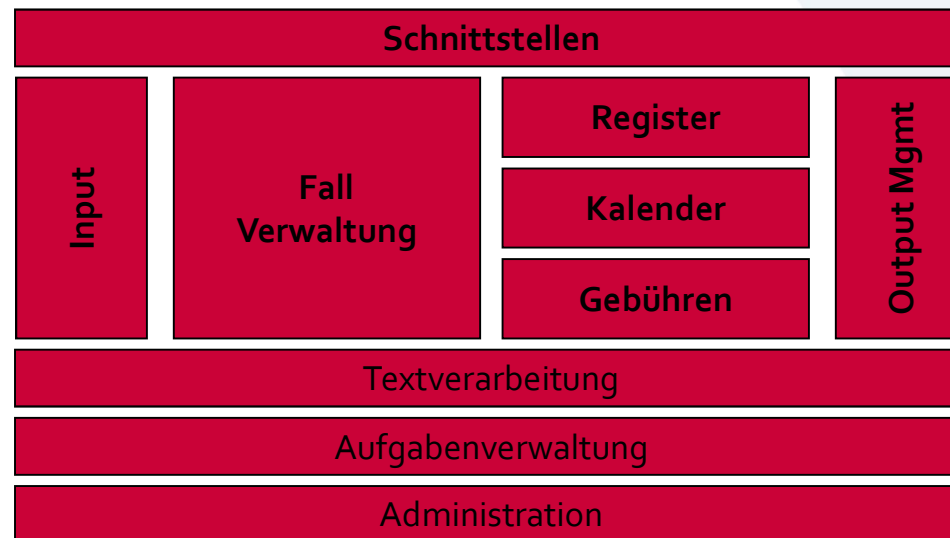 Schnittstellen
Input
Fall
Verwaltung
Register
Kalender
Gebühren
Output Mgmt
Textverarbeitung
Aufgabenverwaltung
Administration